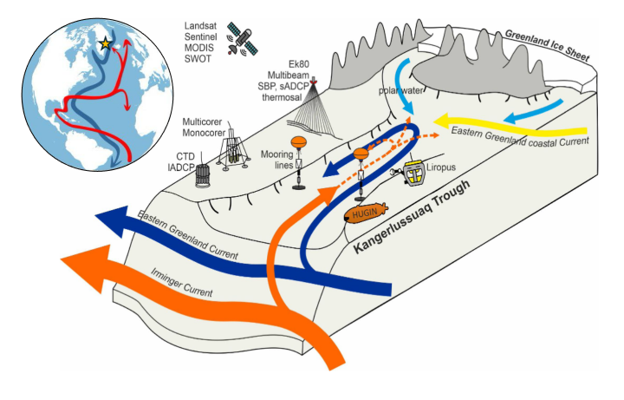 Landsat
Sentinel
MODIS
SWOT
Greenland Ice Sheet
Ek80
Multibeam
SBP, sADCP
thermosal
polar water
Multicorer
Monocorer
Eastern Greenland coastal Current
Mooring
lines
CTD
lADCP
Liropus
HUGIN
Kangerlussuaq Trough
Eastern Greenland Current
Irminger Current